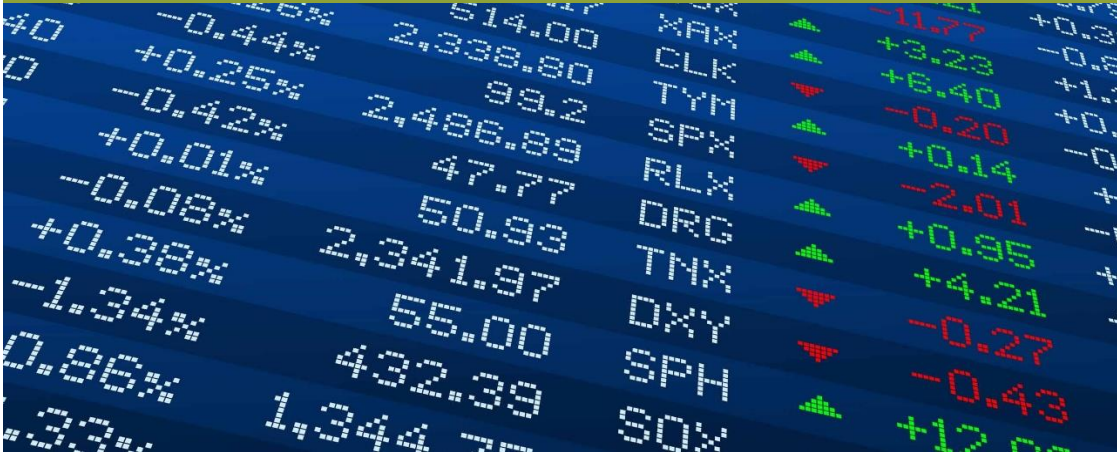 -11.77
+3.23
XAX +6.40
614.00 CLK -0.20
2,338.80 TYM +0.14
-0.44% 99.2 SPX -2.01
+0.25% 2,486.89 RLX +0.95
-0.42% 47.77 DRG +4.21
+0.01% 50.93 TNX -0.27
-0.08% 2,341.97 DXY -0.43
+0.38% 55.00 SPH
-1.34% 432.39 SOX